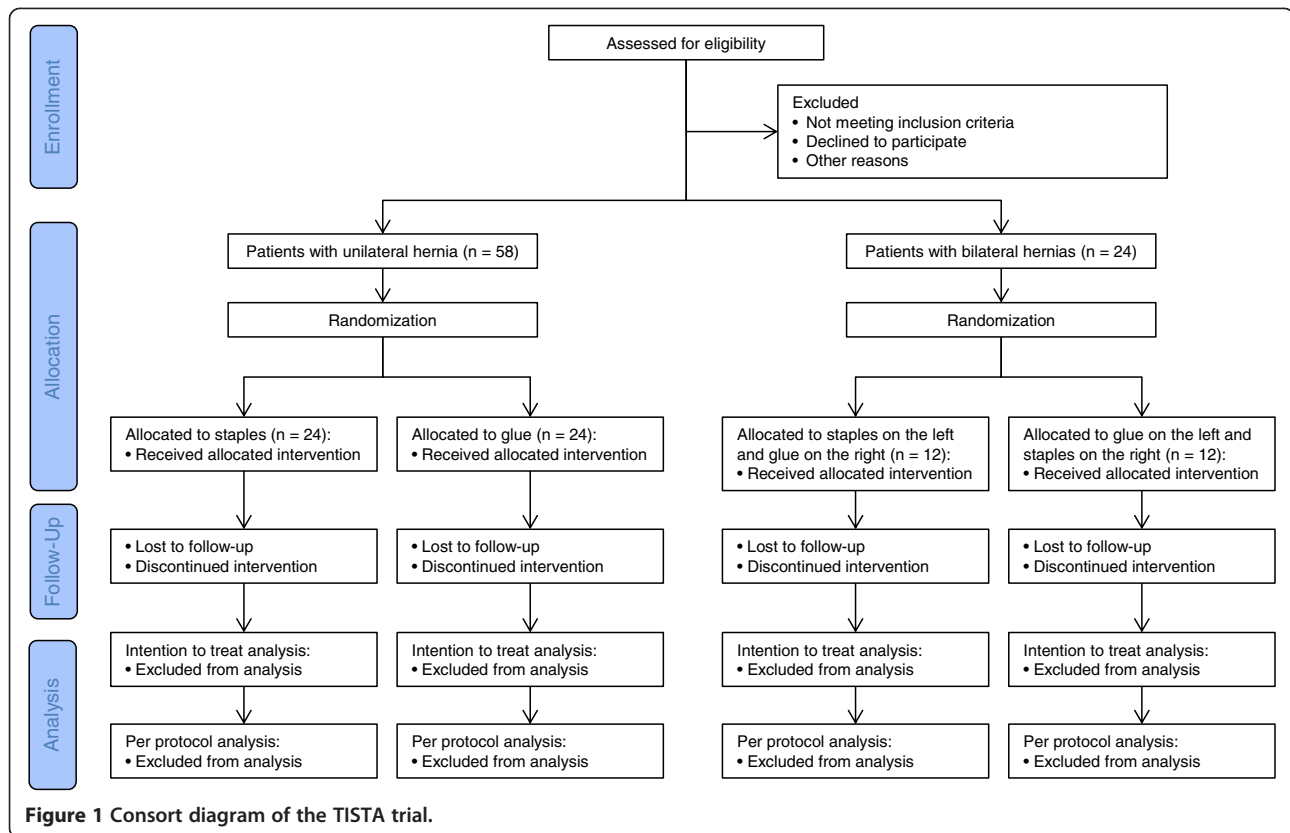 Enrollment
Assessed for eligibility
Excluded
• Not meeting inclusion criteria
• Declined to participate
• Other reasons
Allocation
Patients with unilateral hernia (n = 58)
Patients with bilateral hernias (n = 24)
Randomization
Randomization
Allocated to staples (n = 24):
• Received allocated intervention
Allocated to glue (n = 24):
• Received allocated intervention
Allocated to staples on the left
and glue on the right (n = 12):
• Received allocated intervention
Allocated to glue on the left and
staples on the right (n = 12):
• Received allocated intervention
Follow-Up
• Lost to follow-up
• Discontinued intervention
• Lost to follow-up
• Discontinued intervention
• Lost to follow-up
• Discontinued intervention
• Lost to follow-up
• Discontinued intervention
Analysis
Intention to treat analysis:
• Excluded from analysis
Intention to treat analysis:
• Excluded from analysis
Intention to treat analysis:
• Excluded from analysis
Intention to treat analysis:
• Excluded from analysis
Per protocol analysis:
• Excluded from analysis
Per protocol analysis:
• Excluded from analysis
Per protocol analysis:
• Excluded from analysis
Per protocol analysis:
• Excluded from analysis
Figure 1 Consort diagram of the TISTA trial.